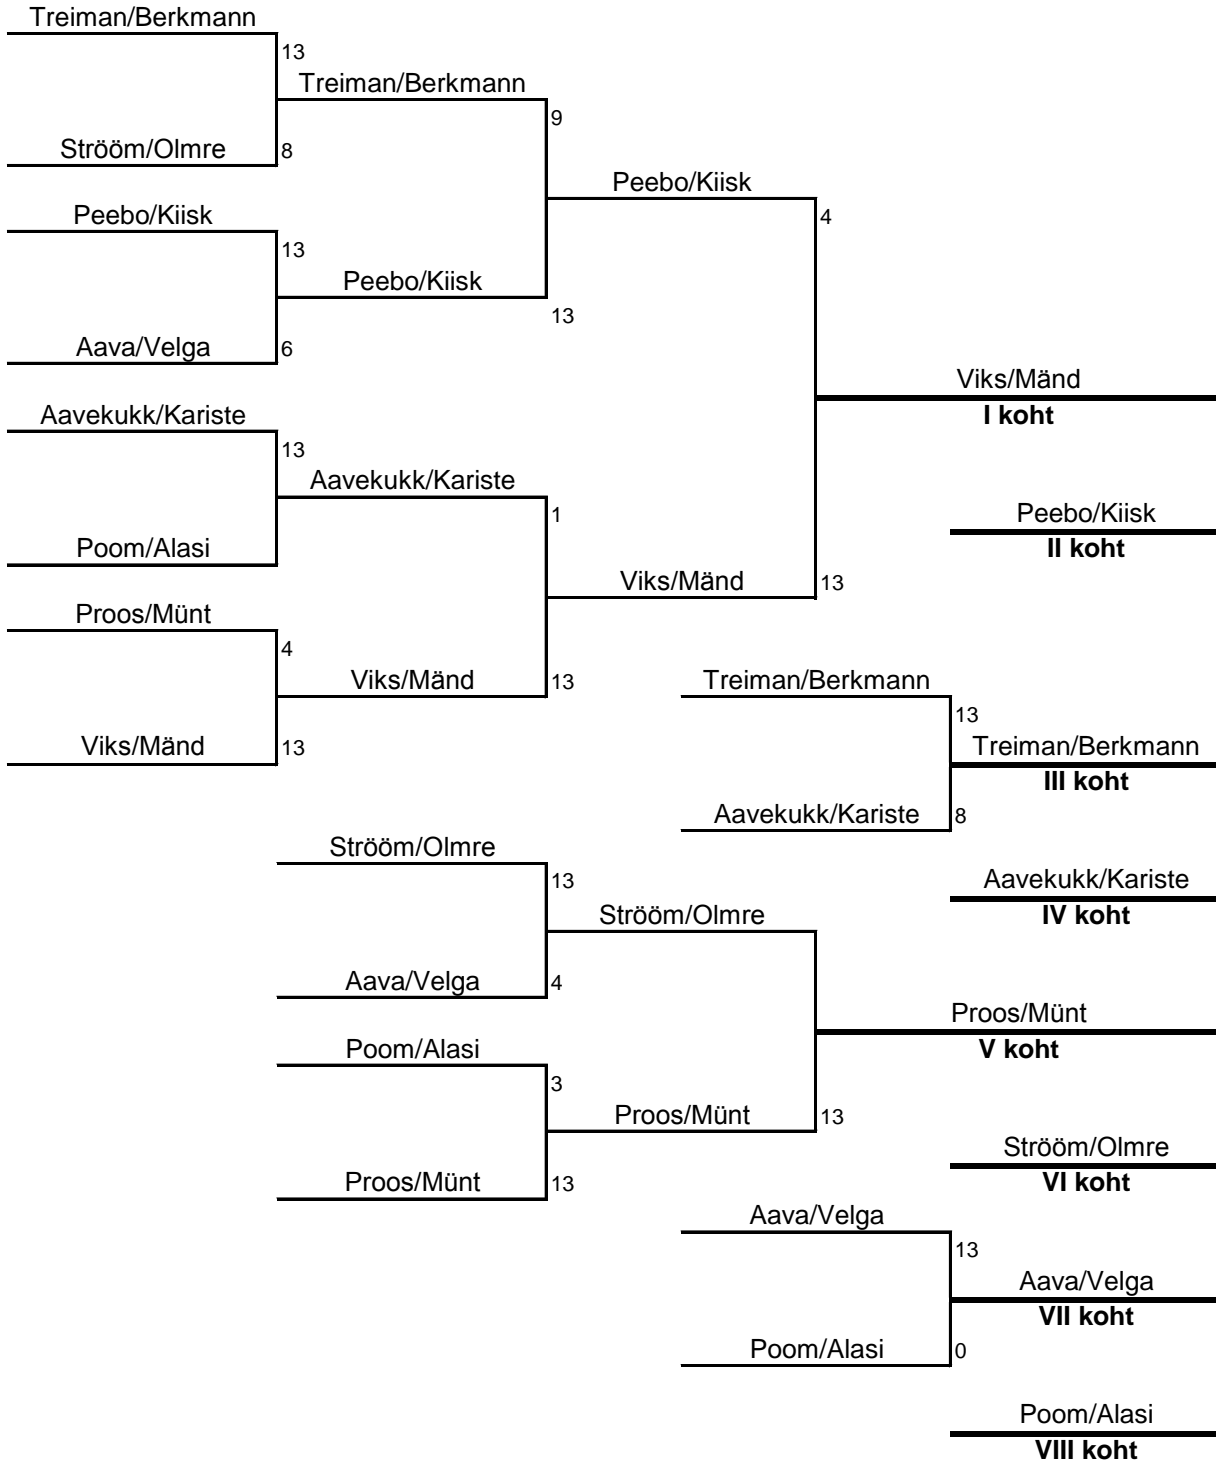 Treiman/Berkmann
13
Treiman/Berkmann
9
Strööm/Olmre
8
Peebo/Kiisk
4
Peebo/Kiisk
13
Peebo/Kiisk
13
Aava/Velga
6
Viks/Mänd
I koht
Aavekukk/Kariste
13
Aavekukk/Kariste
1
Peebo/Kiisk
II koht
Poom/Alasi
Viks/Mänd
13
Proos/Münt
4
Viks/Mänd
13
Treiman/Berkmann
13
Viks/Mänd
13
Treiman/Berkmann
III koht
Aavekukk/Kariste
8
Strööm/Olmre
13
Aavekukk/Kariste
IV koht
Strööm/Olmre
Aava/Velga
4
Proos/Münt
V koht
Poom/Alasi
3
Proos/Münt
13
Strööm/Olmre
VI koht
Proos/Münt
13
Aava/Velga
13
Aava/Velga
VII koht
Poom/Alasi
0
Poom/Alasi
VIII koht